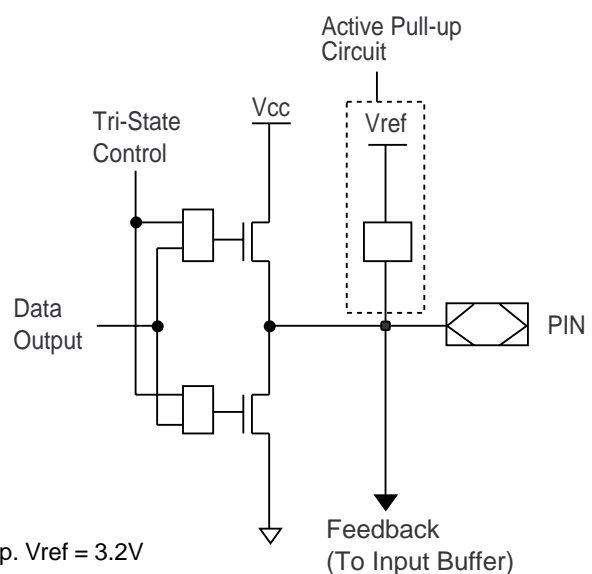 Active Pull-up
Circuit
Vcc
Vref
Tri-State
Control
Data
Output
PIN
Feedback
(To Input Buffer)
p. Vref = 3.2V